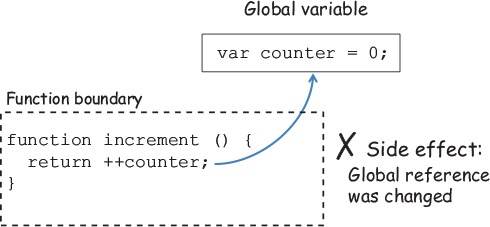 Global variable
var counter = 0;
Function boundary
function increment () {
return ++counter;
}
X Side effect:
Global reference
was changed